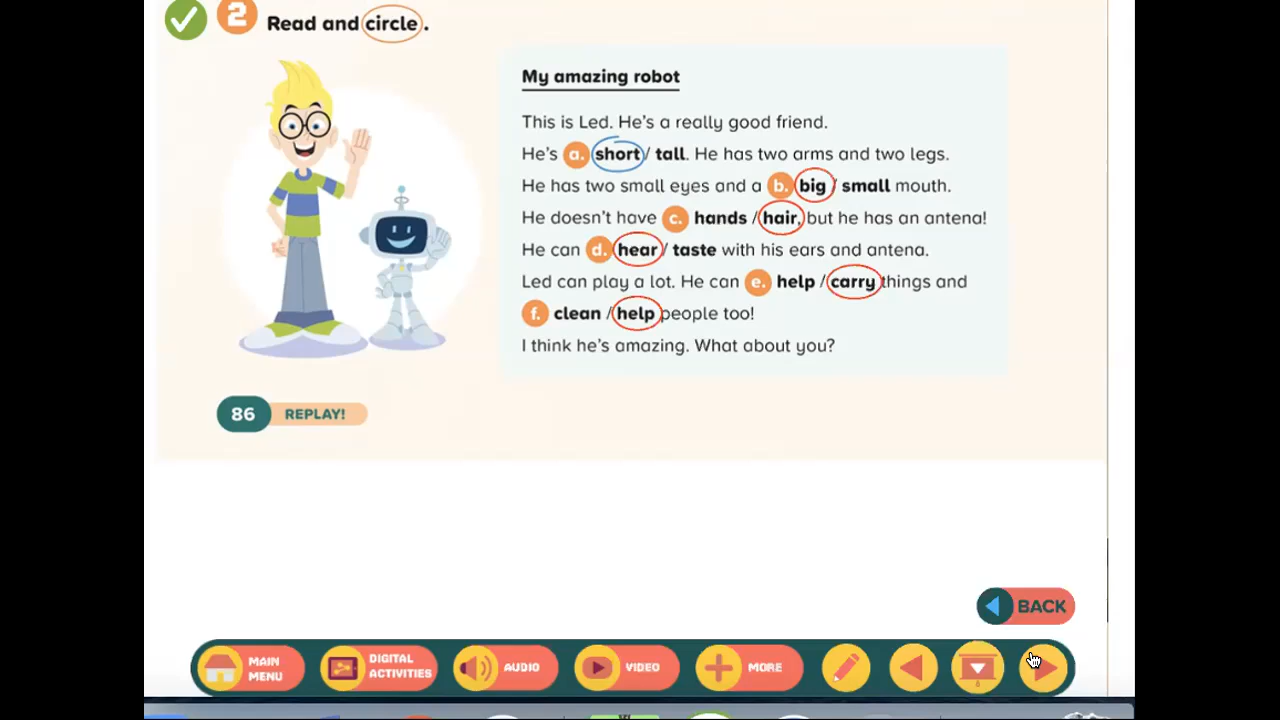 2 Read and circle.
My amazing robot
This is Led. He's a really good friend.
He's a. short / tall. He has two arms and two legs.
He has two small eyes and a b. big / small mouth.
He doesn't have c. hands / hair, but he has an antena!
He can d. hear / taste with his ears and antena.
Led can play a lot. He can e. help / carry things and
f. clean / help people too!
I think he's amazing. What about you?
86 REPLAY!
BACK
MAIN MENU
DIGITAL ACTIVITIES
AUDIO
VIDEO
MORE